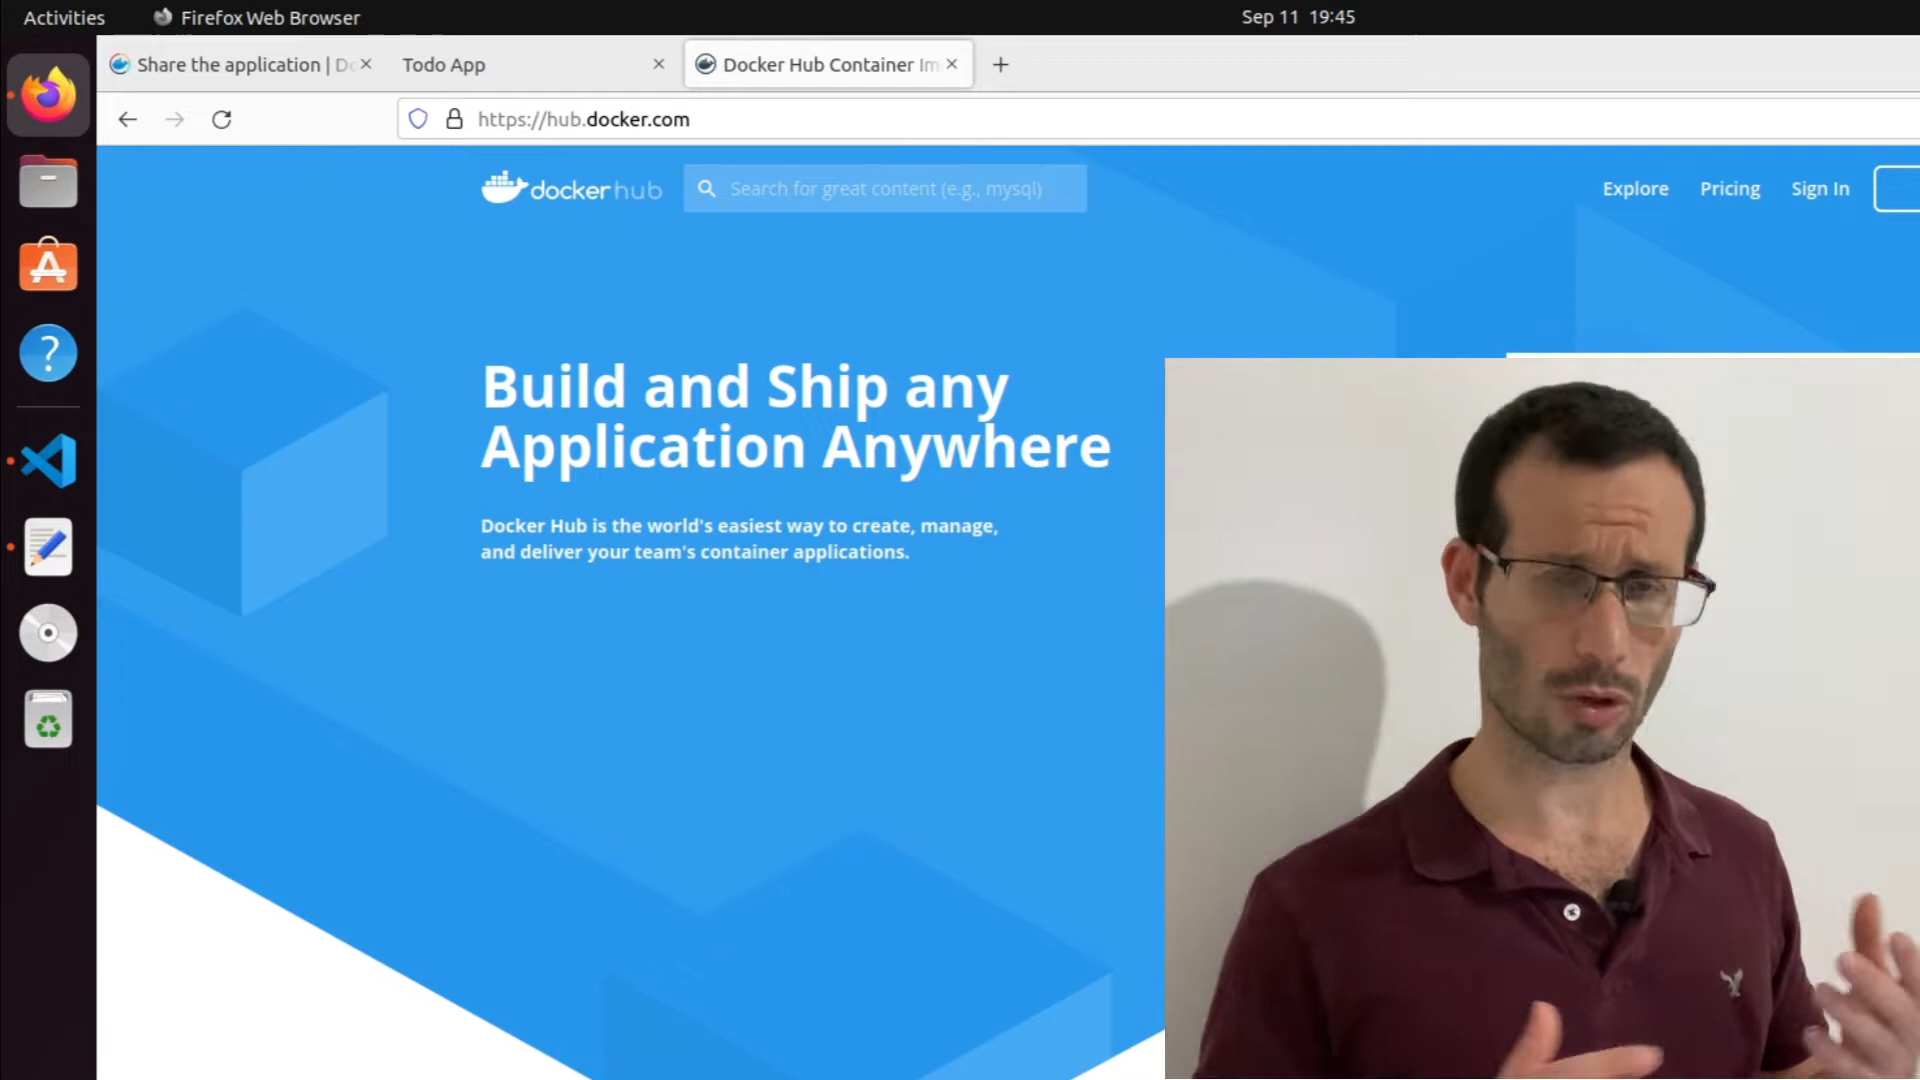 Activities
Firefox Web Browser
Sep 11 19:45
Share the application | Do
Todo App
Docker Hub Container Im
https://hub.docker.com
dockerhub
Search for great content (e.g., mysql)
Explore
Pricing
Sign In
Build and Ship any
Application Anywhere
Docker Hub is the world's easiest way to create, manage,
and deliver your team's container applications.